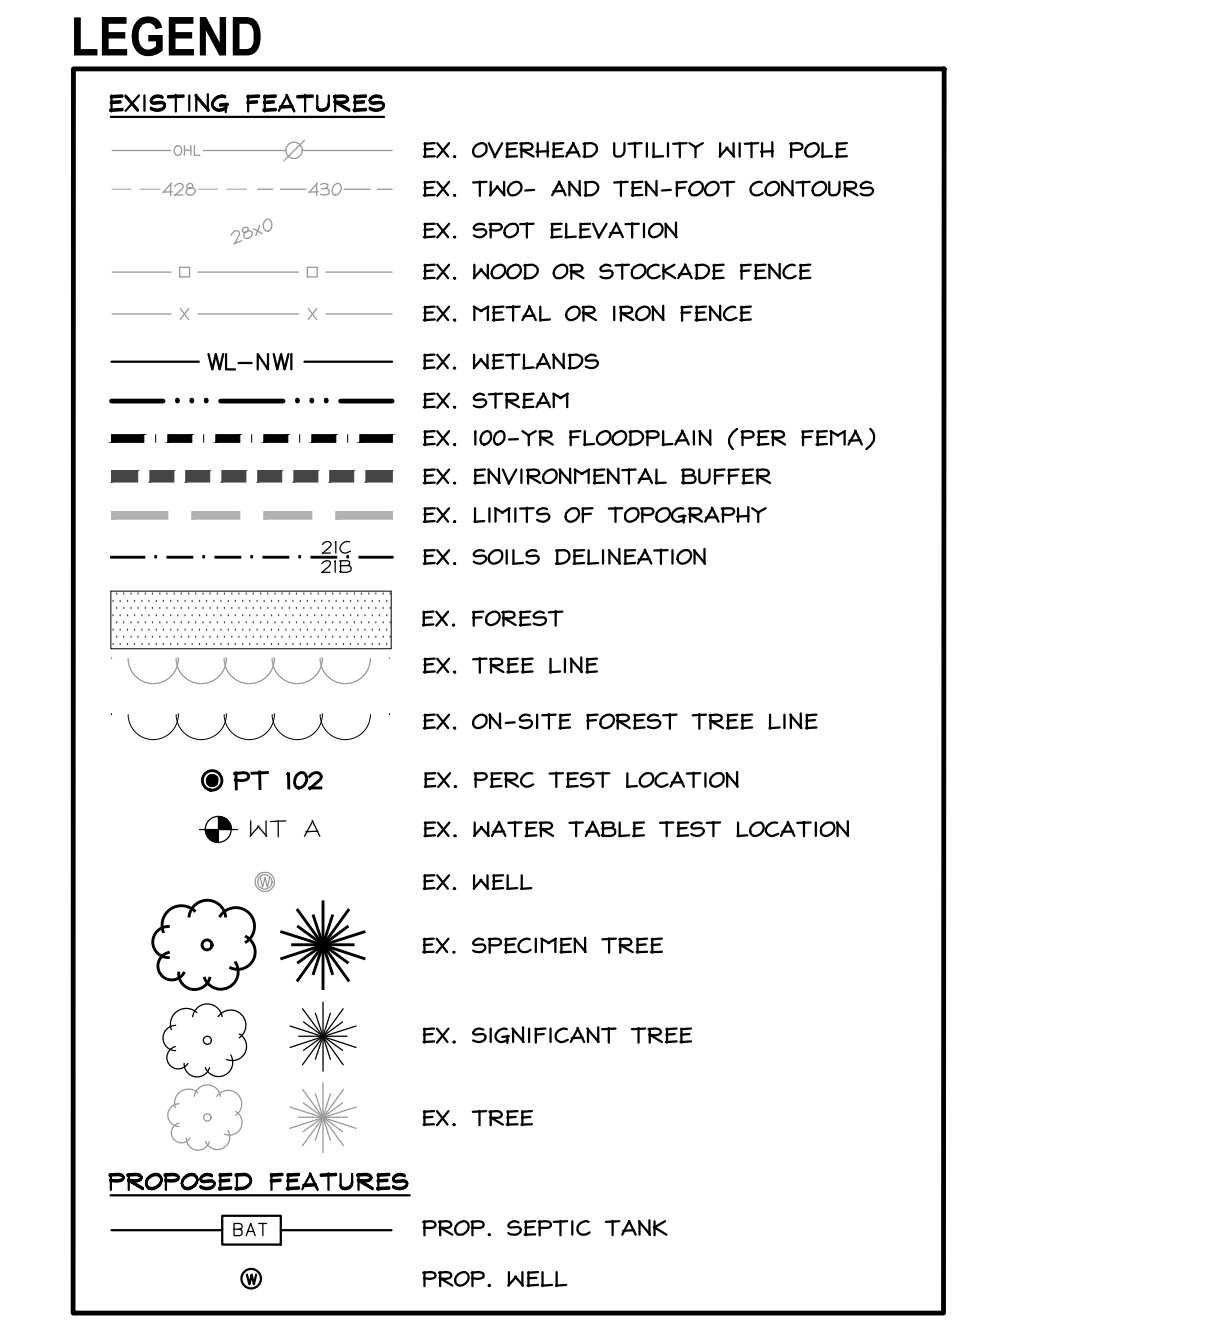 LEGEND
EXISTING FEATURES
OHL EX. OVERHEAD UTILITY WITH POLE
428 430 EX. TWO- AND TEN-FOOT CONTOURS
28x0 EX. SPOT ELEVATION
EX. WOOD OR STOCKADE FENCE
X X EX. METAL OR IRON FENCE
WL-NWI EX. WETLANDS
EX. STREAM
EX. 100-YR FLOODPLAIN (PER FEMA)
EX. ENVIRONMENTAL BUFFER
EX. LIMITS OF TOPOGRAPHY
21C
21B
EX. SOILS DELINEATION
EX. FOREST
EX. TREE LINE
EX. ON-SITE FOREST TREE LINE
PT 102 EX. PERC TEST LOCATION
WT A EX. WATER TABLE TEST LOCATION
W EX. WELL
EX. SPECIMEN TREE
EX. SIGNIFICANT TREE
EX. TREE
PROPOSED FEATURES
BAT PROP. SEPTIC TANK
W PROP. WELL